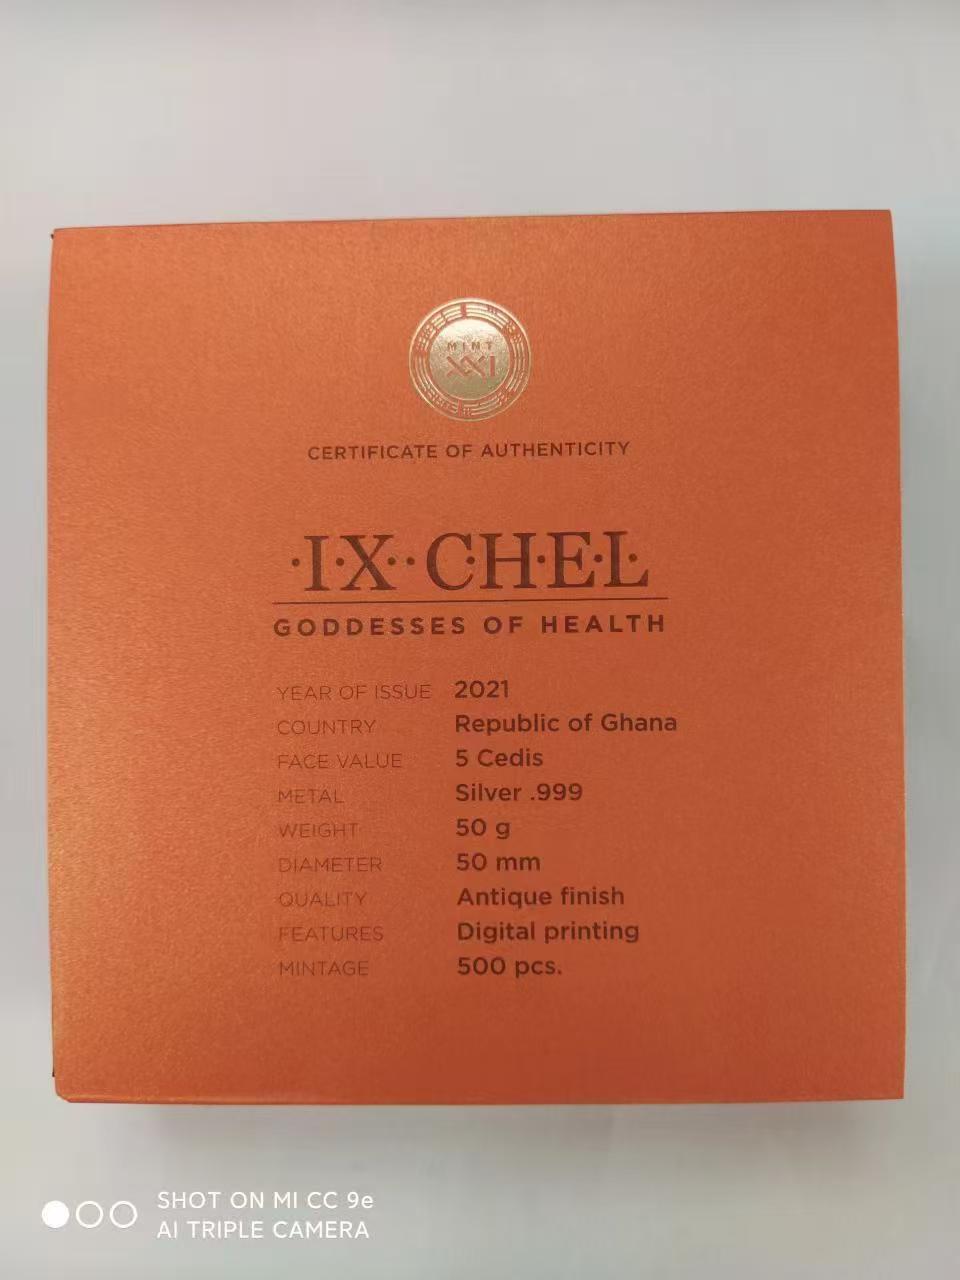 MINT
XXI
CERTIFICATE OF AUTHENTICITY
·I·X··C·H·E·L·
GODDESSES OF HEALTH
YEAR OF ISSUE 2021
COUNTRY Republic of Ghana
FACE VALUE 5 Cedis
METAL Silver .999
WEIGHT 50 g
DIAMETER 50 mm
QUALITY Antique finish
FEATURES Digital printing
MINTAGE 500 pcs.
SHOT ON MI CC 9e
AI TRIPLE CAMERA